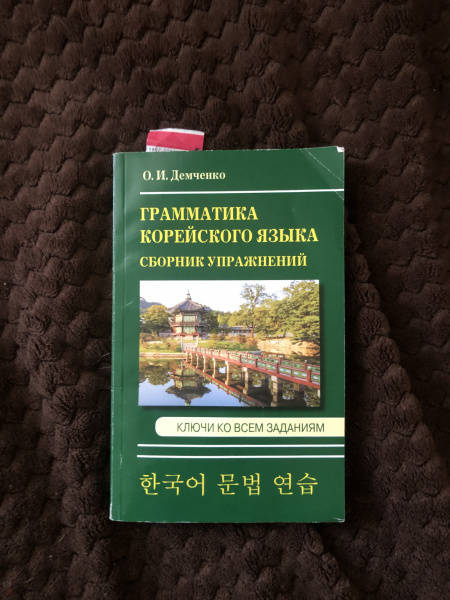 О. И. Демченко
ГРАММАТИКА
КОРЕЙСКОГО ЯЗЫКА
СБОРНИК УПРАЖНЕНИЙ
КЛЮЧИ КО ВСЕМ ЗАДАНИЯМ
한국어 문법 연습